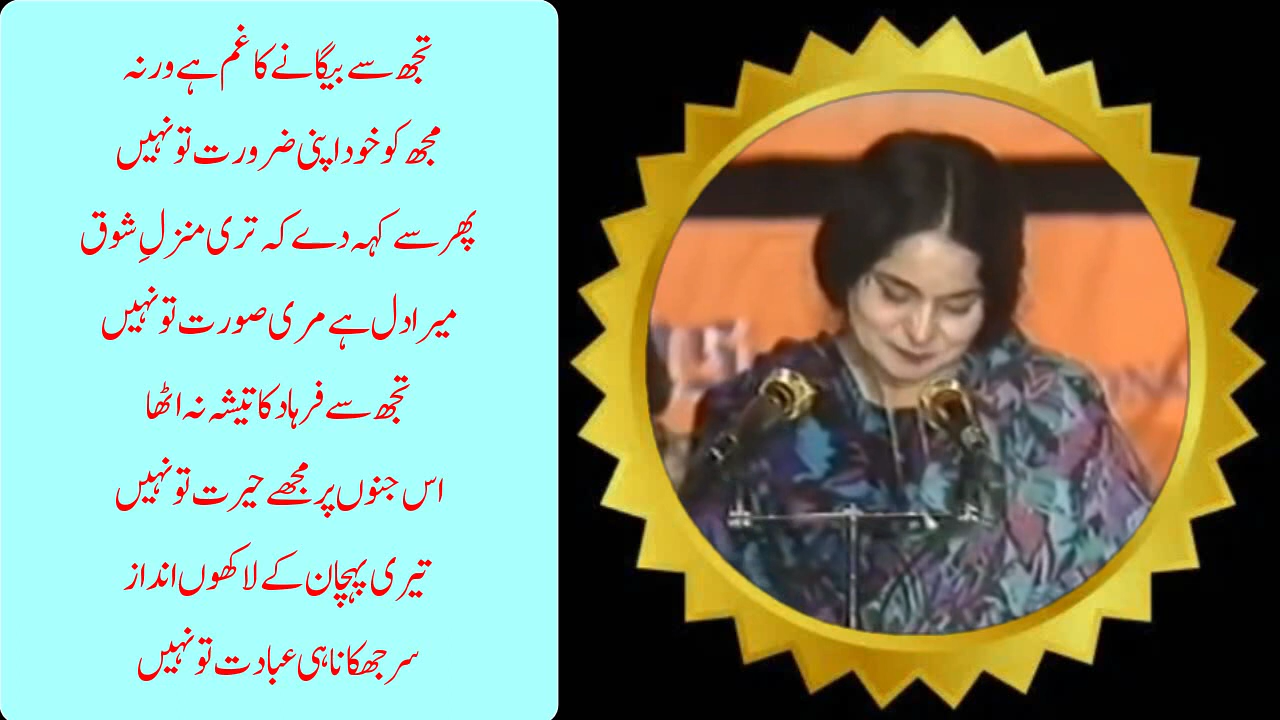 تجھ سے بیگانے کا غم ہے ورنہ
مجھ کو خود اپنی ضرورت تو نہیں
پھر سے کہہ دے کہ تری منزلِ شوق
میرا دل ہے مری صورت تو نہیں
تجھ سے فرہاد کا تیشہ نہ اٹھا
اس جنوں پر مجھے حیرت تو نہیں
تیری پہچان کے لاکھوں انداز
سر جھکانا ہی عبادت تو نہیں